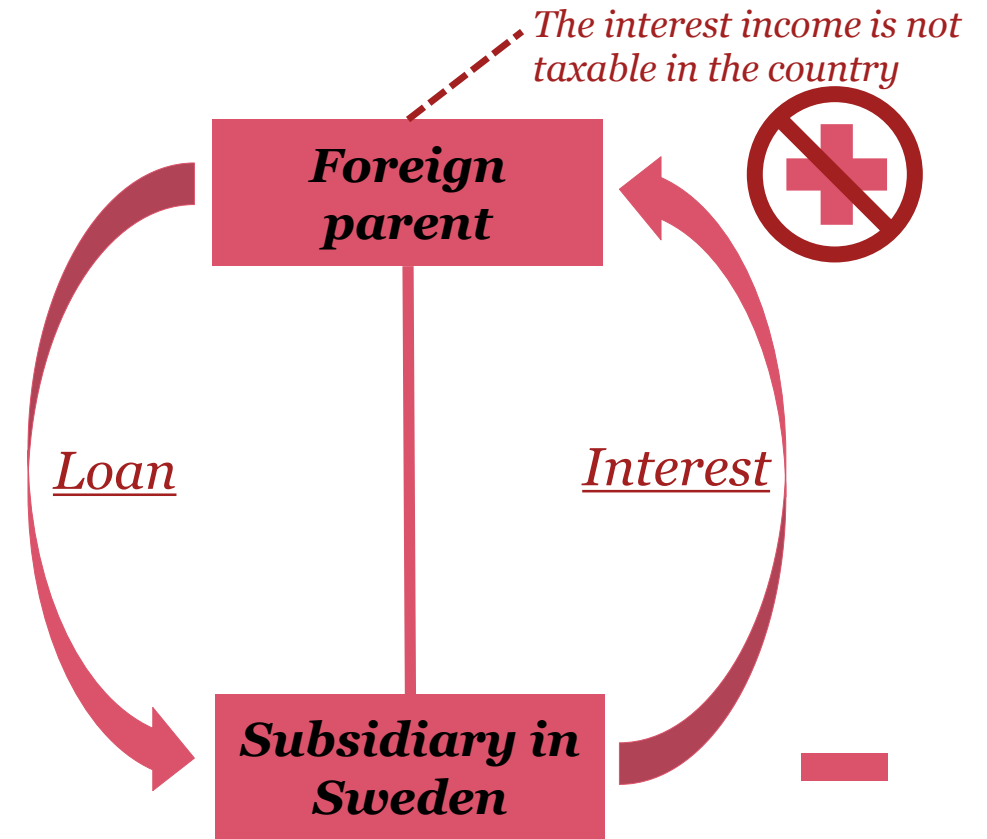 The interest income is not
taxable in the country
Foreign
parent
Loan
Interest
Subsidiary in
Sweden